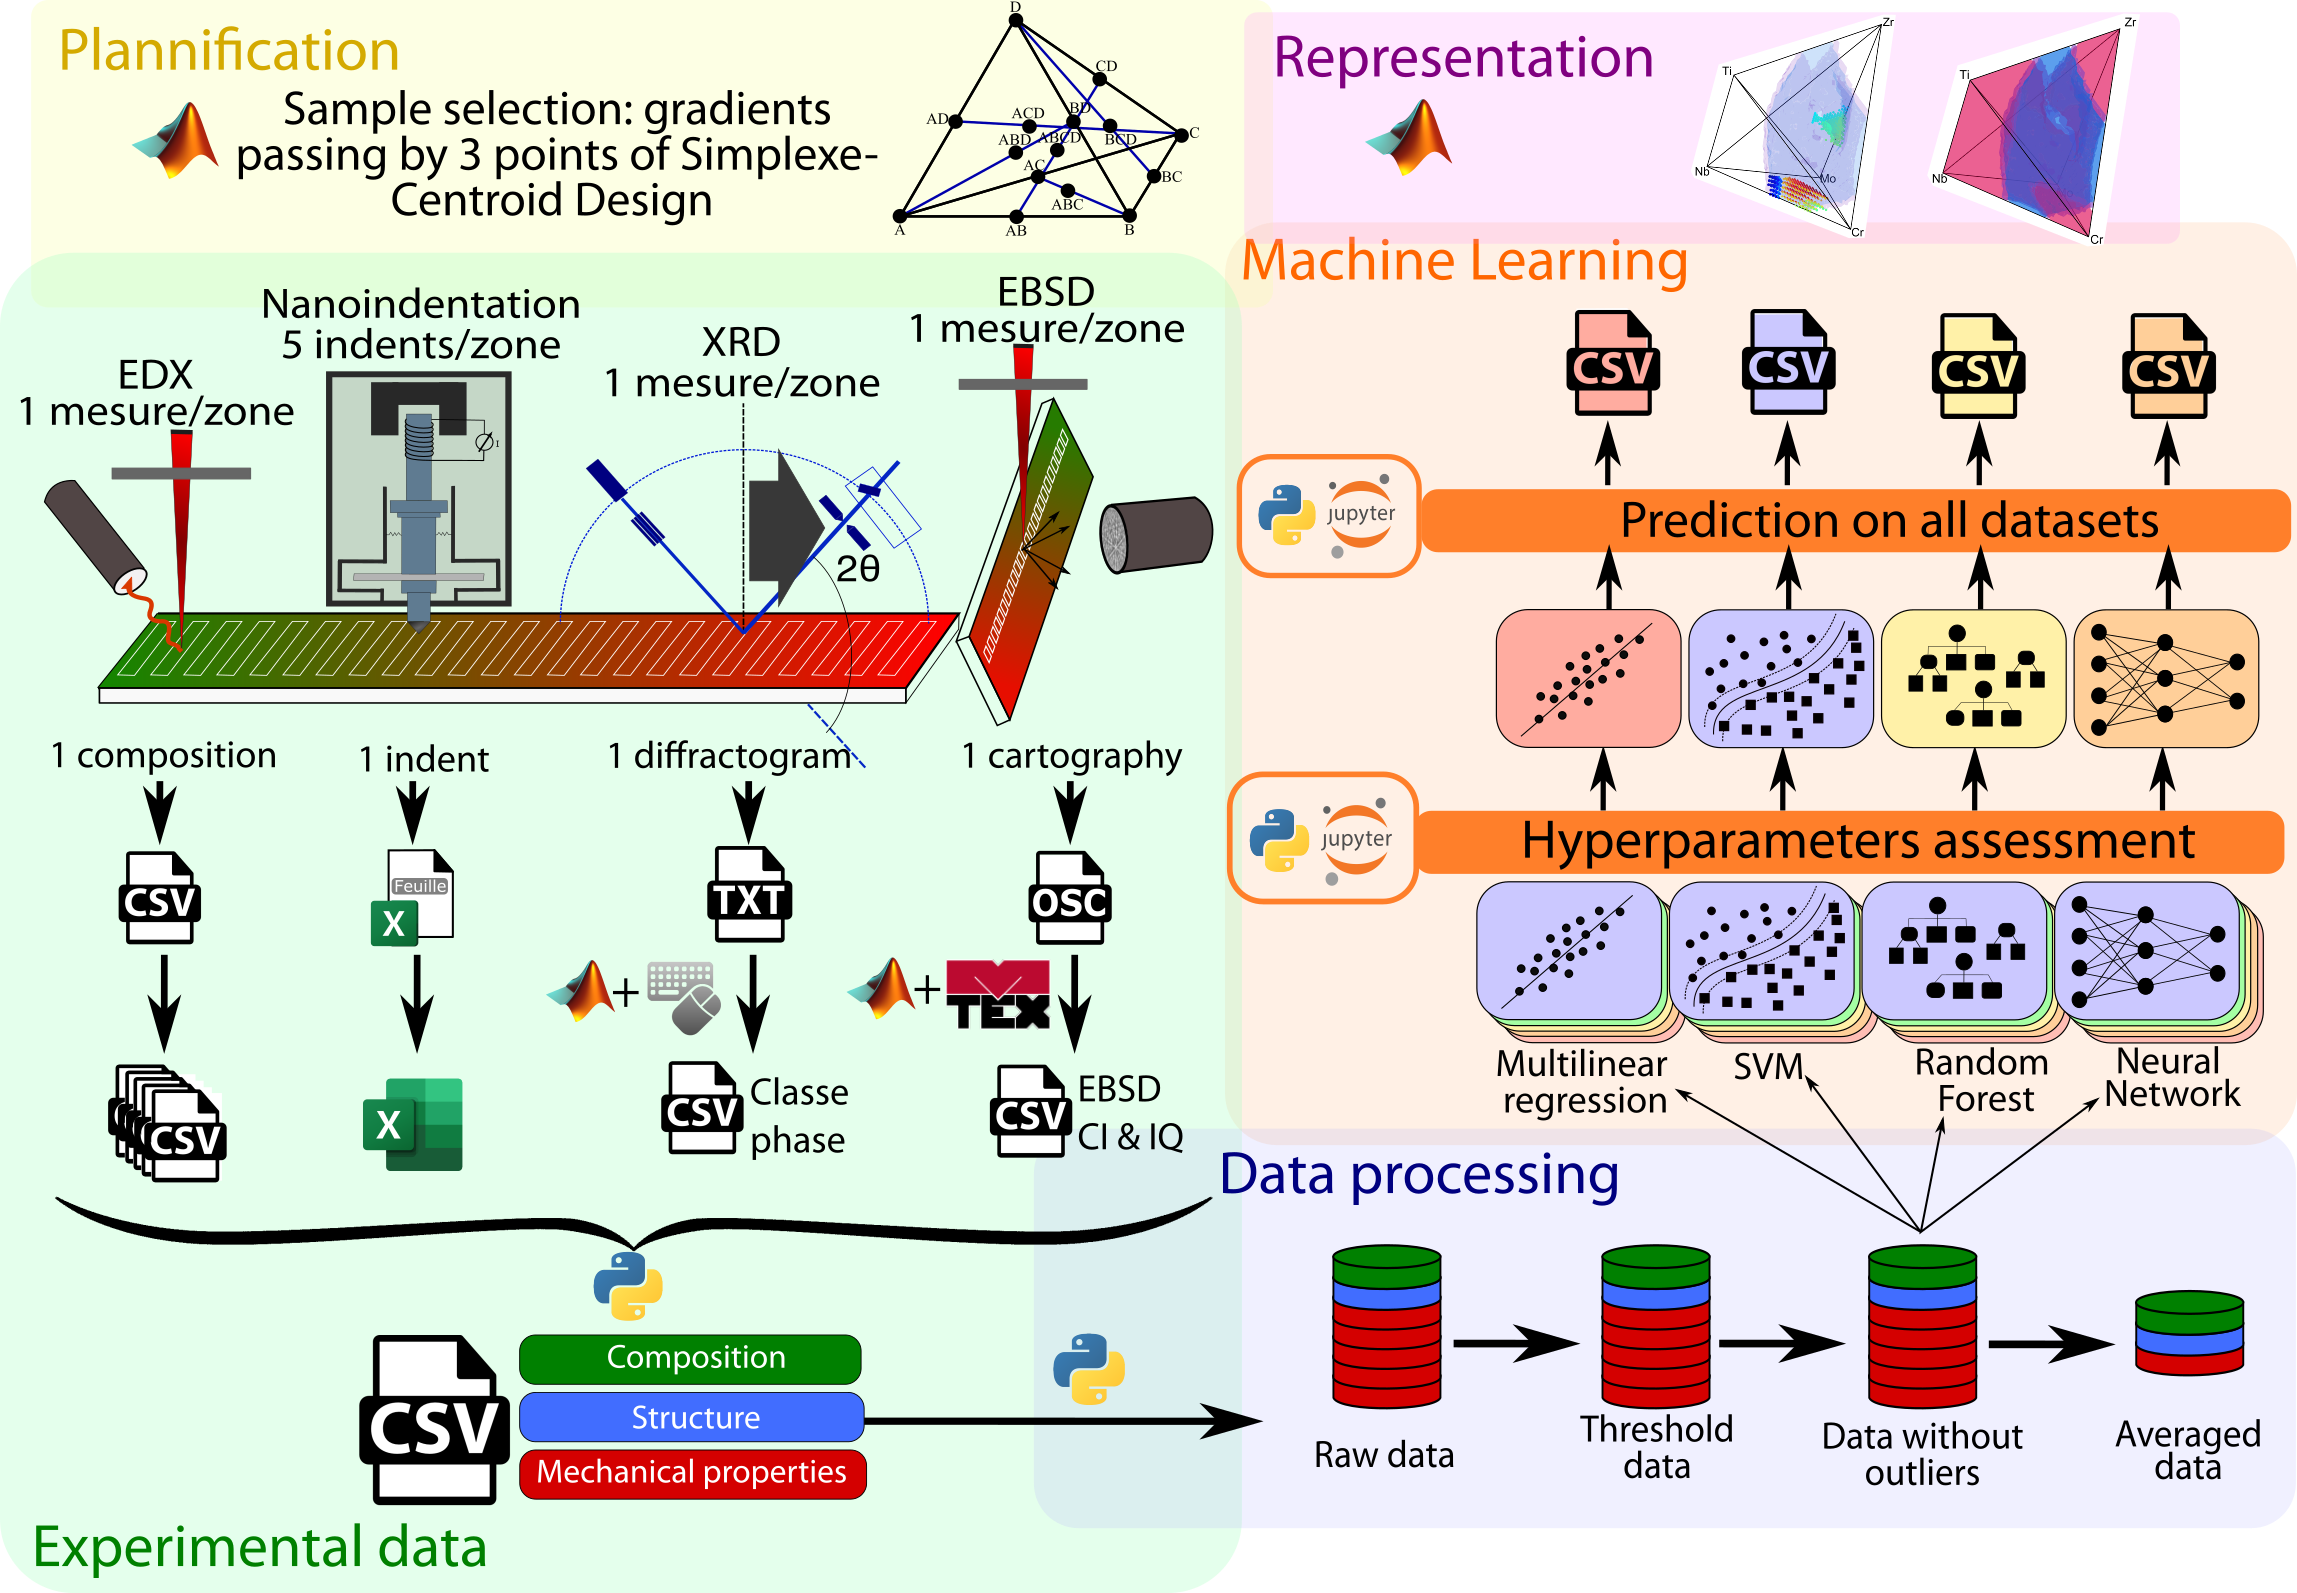 Plannification
Sample selection: gradients
passing by 3 points of Simplexe-
Centroid Design
D
CD
AD
ACD
BD
ABD
ABCD
BCD
C
AC
BC
ABC
A
AB
B
Representation
Zr
Ti
Nb
Mo
Cr
Zr
Ti
Nb
Cr
Nanoindentation
5 indents/zone
EDX
1 mesure/zone
XRD
1 mesure/zone
EBSD
1 mesure/zone
I
2θ
1 composition
1 indent
1 diffractogram
1 cartography
CSV
Feuille
X
TXT
OSC
+
+
TEX
CSV
X
CSV
Classe
phase
CSV
EBSD
CI & IQ
CSV
Composition
Structure
Mechanical properties
Experimental data
Machine Learning
CSV
CSV
CSV
CSV
jupyter
Prediction on all datasets
jupyter
Hyperparameters assessment
Multilinear
regression
SVM
Random
Forest
Neural
Network
Data processing
Raw data
Threshold
data
Data without
outliers
Averaged
data